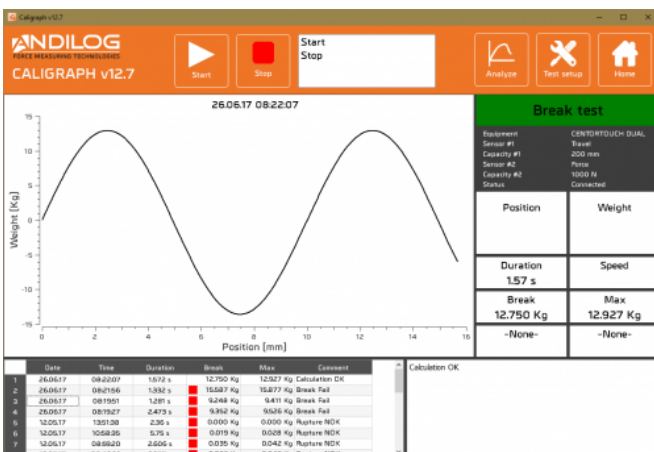 Caligraph v12.7
ANDILOG
FORCE MEASURING TECHNOLOGIES
CALIGRAPH v12.7
Start
Stop
Start
Stop
Analyze
Test setup
Home
26.06.17 08:22:07
Weight [Kg]
15
10
5
0
-5
-10
-15
0 2 4 6 8 10 12 14 16
Position [mm]
Break test
Equipment CENTORTOUCH DUAL
Sensor #1 Travel
Capacity #1 200 mm
Sensor #2 Force
Capacity #2 1000 N
Status Connected
Position Weight
Duration Speed
1.57 s
Break Max
12.750 Kg 12.927 Kg
-None- -None-
Date Time Duration Break Max Comment
1 26.06.17 08:22:07 1.572 s 12.750 Kg 12.927 Kg Calculation OK
2 26.06.17 08:21:56 1.332 s 15.587 Kg 15.877 Kg Break Fail
3 26.06.17 08:19:51 1.281 s 9.248 Kg 9.411 Kg Break Fail
4 26.06.17 08:19:27 2.473 s 9.352 Kg 9.526 Kg Break Fail
5 12.05.17 13:51:38 2.36 s 0.000 Kg 0.000 Kg Rupture NOK
6 12.05.17 10:58:35 5.75 s 0.019 Kg 0.028 Kg Rupture NOK
7 12.05.17 08:59:20 2.606 s 0.035 Kg 0.042 Kg Rupture NOK
Calculation OK